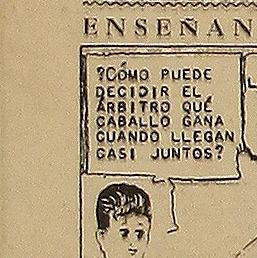 ENSEÑAN
?CÓMO PUEDE
DECIDIR EL
ÁRBITRO QUÉ
CABALLO GANA
CUANDO LLEGAN
CASI JUNTOS?